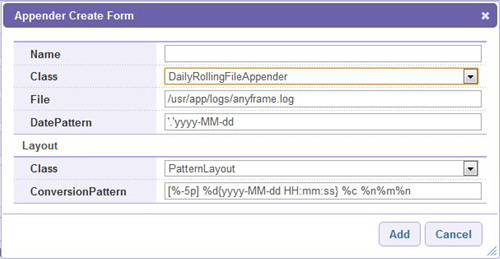 Appender Create Form
Name
Class DailyRollingFileAppender
File /usr/app/logs/anyframe.log
DatePattern '.'yyyy-MM-dd
Layout
Class PatternLayout
ConversionPattern [%-5p] %d{yyyy-MM-dd HH:mm:ss} %c %n%m%n
Add Cancel